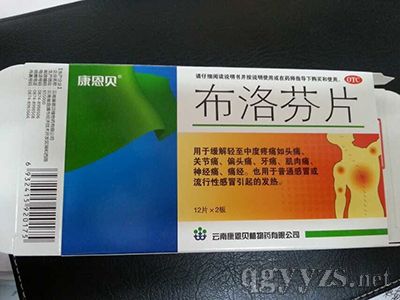 康恩贝
请仔细阅读说明书并按说明使用或在药师指导下购买和使用。
OTC
布洛芬片
用于缓解轻至中度疼痛如头痛、
关节痛、偏头痛、牙痛、肌肉痛、
神经痛、痛经。也用于普通感冒或
流行性感冒引起的发热。
12片×2板
云南康恩贝植物药有限公司
qgyyzs.net